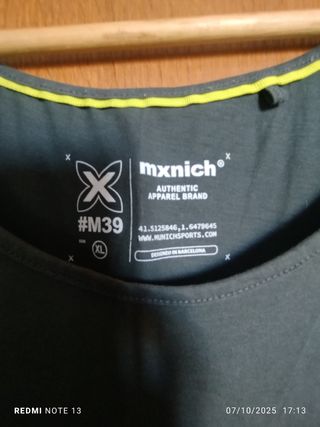 mxnich®
AUTHENTIC
APPAREL BRAND
#M39
SIZE
XL
41.5125846,1.6479645
WWW.MUNICHSPORTS.COM
DESIGNED IN BARCELONA
REDMI NOTE 13
07/10/2025 17:13